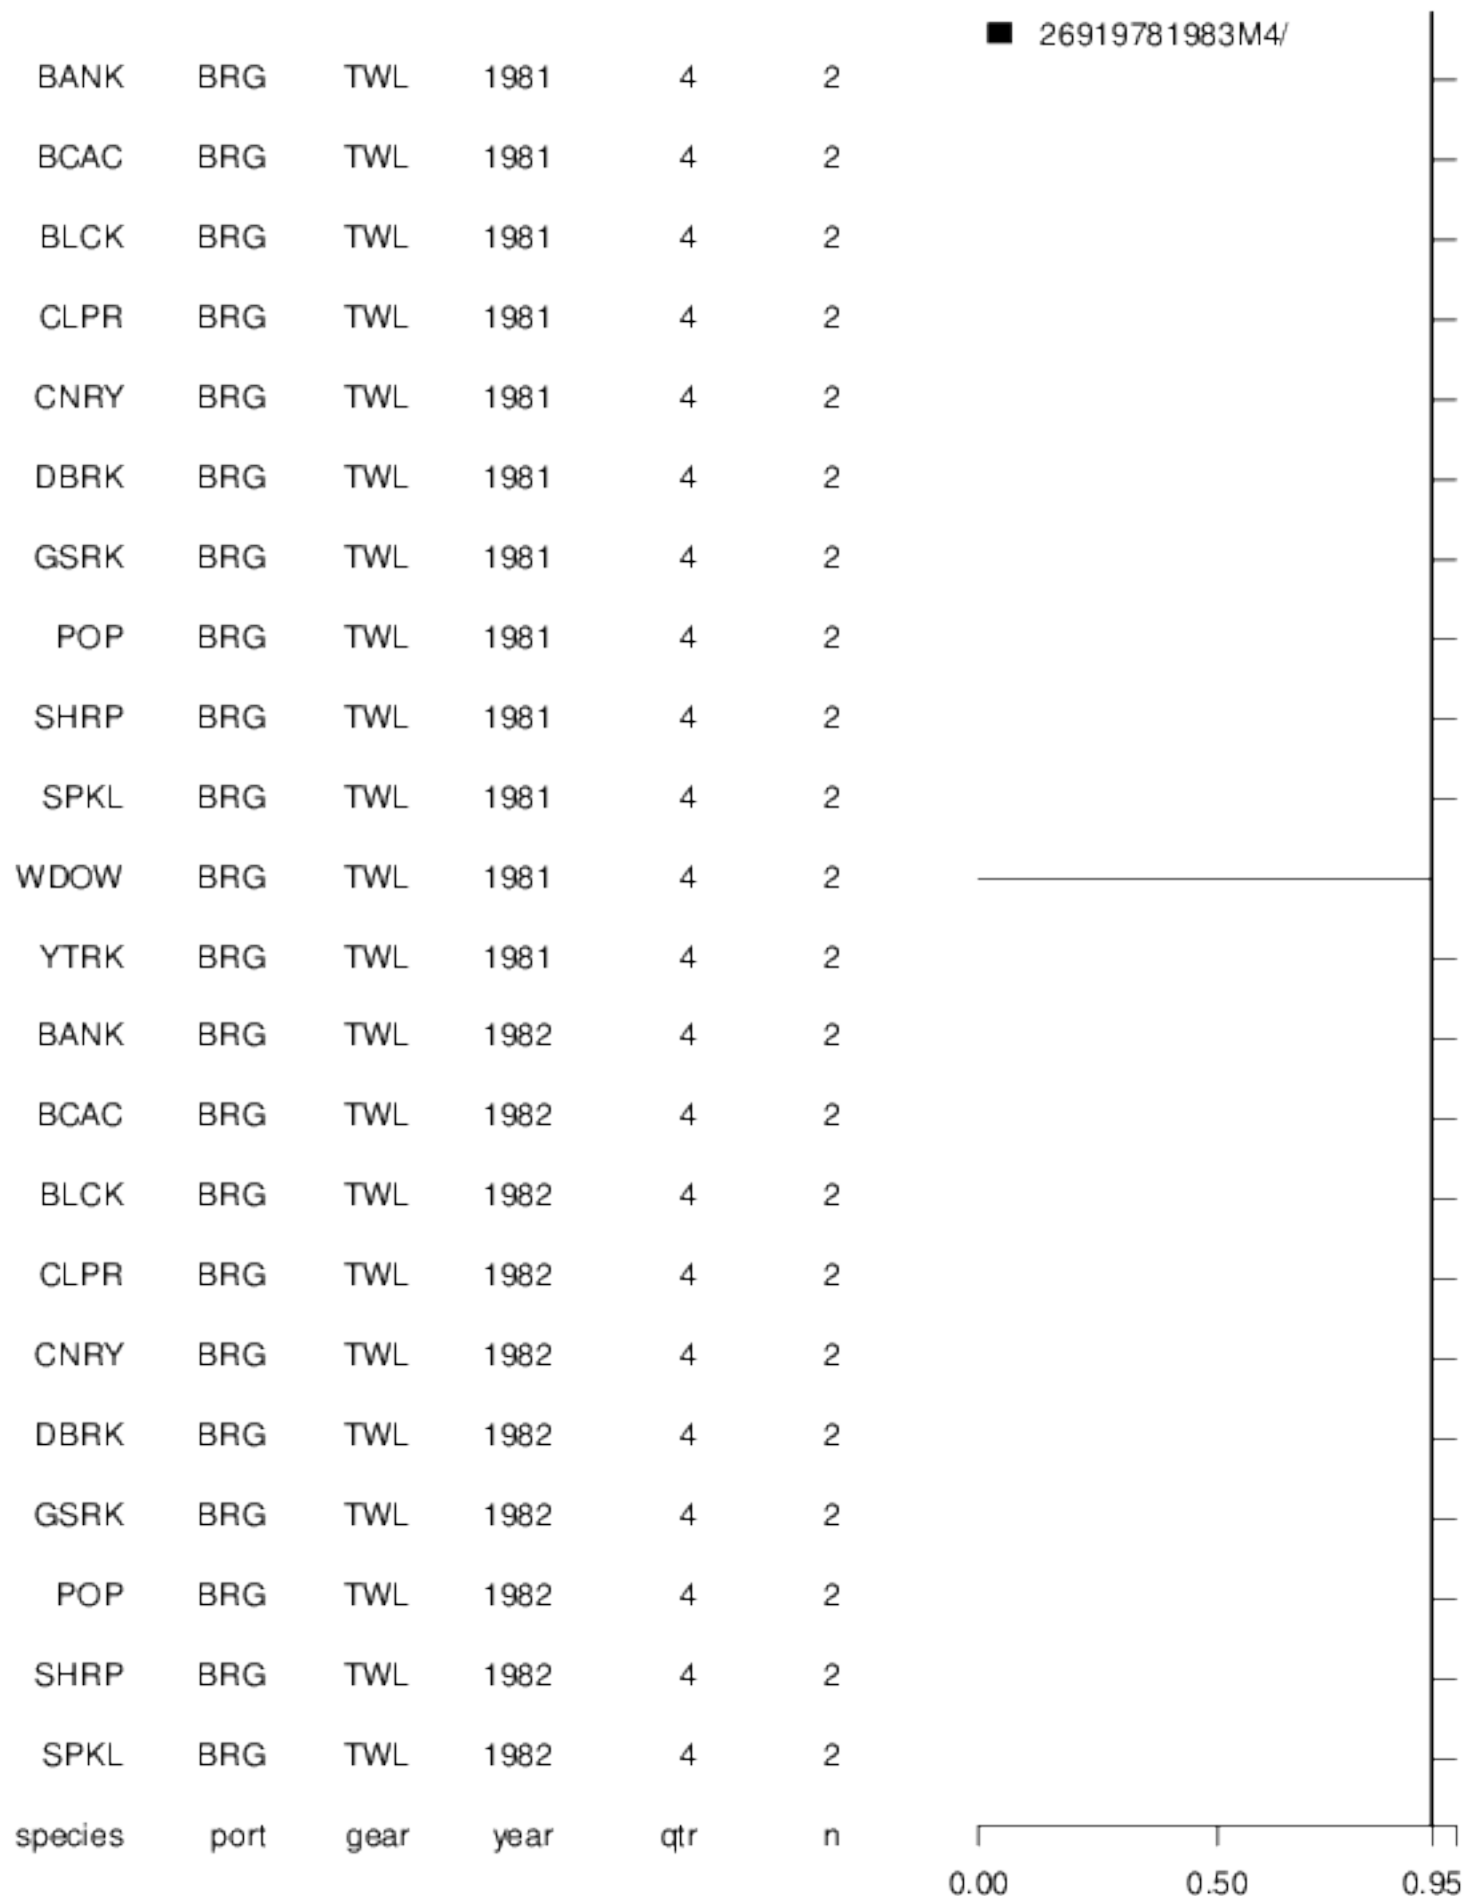 26919781983M4/
BANK BRG TWL 1981 4 2
BCAC BRG TWL 1981 4 2
BLCK BRG TWL 1981 4 2
CLPR BRG TWL 1981 4 2
CNRY BRG TWL 1981 4 2
DBRK BRG TWL 1981 4 2
GSRK BRG TWL 1981 4 2
POP BRG TWL 1981 4 2
SHRP BRG TWL 1981 4 2
SPKL BRG TWL 1981 4 2
WDOW BRG TWL 1981 4 2
YTRK BRG TWL 1981 4 2
BANK BRG TWL 1982 4 2
BCAC BRG TWL 1982 4 2
BLCK BRG TWL 1982 4 2
CLPR BRG TWL 1982 4 2
CNRY BRG TWL 1982 4 2
DBRK BRG TWL 1982 4 2
GSRK BRG TWL 1982 4 2
POP BRG TWL 1982 4 2
SHRP BRG TWL 1982 4 2
SPKL BRG TWL 1982 4 2
species port gear year qtr n
0.00 0.50 0.95